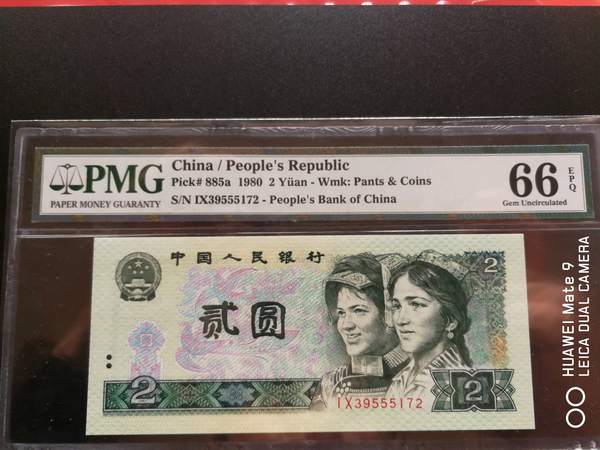 PMG
PAPER MONEY GUARANTY
China / People's Republic
Pick# 885a 1980 2 Yüan - Wmk: Pants & Coins
S/N IX39555172 - People's Bank of China
66 EPQ
Gem Uncirculated
中国人民银行
2
贰圆
2
2
IX39555172
HUAWEI Mate 9
LEICA DUAL CAMERA